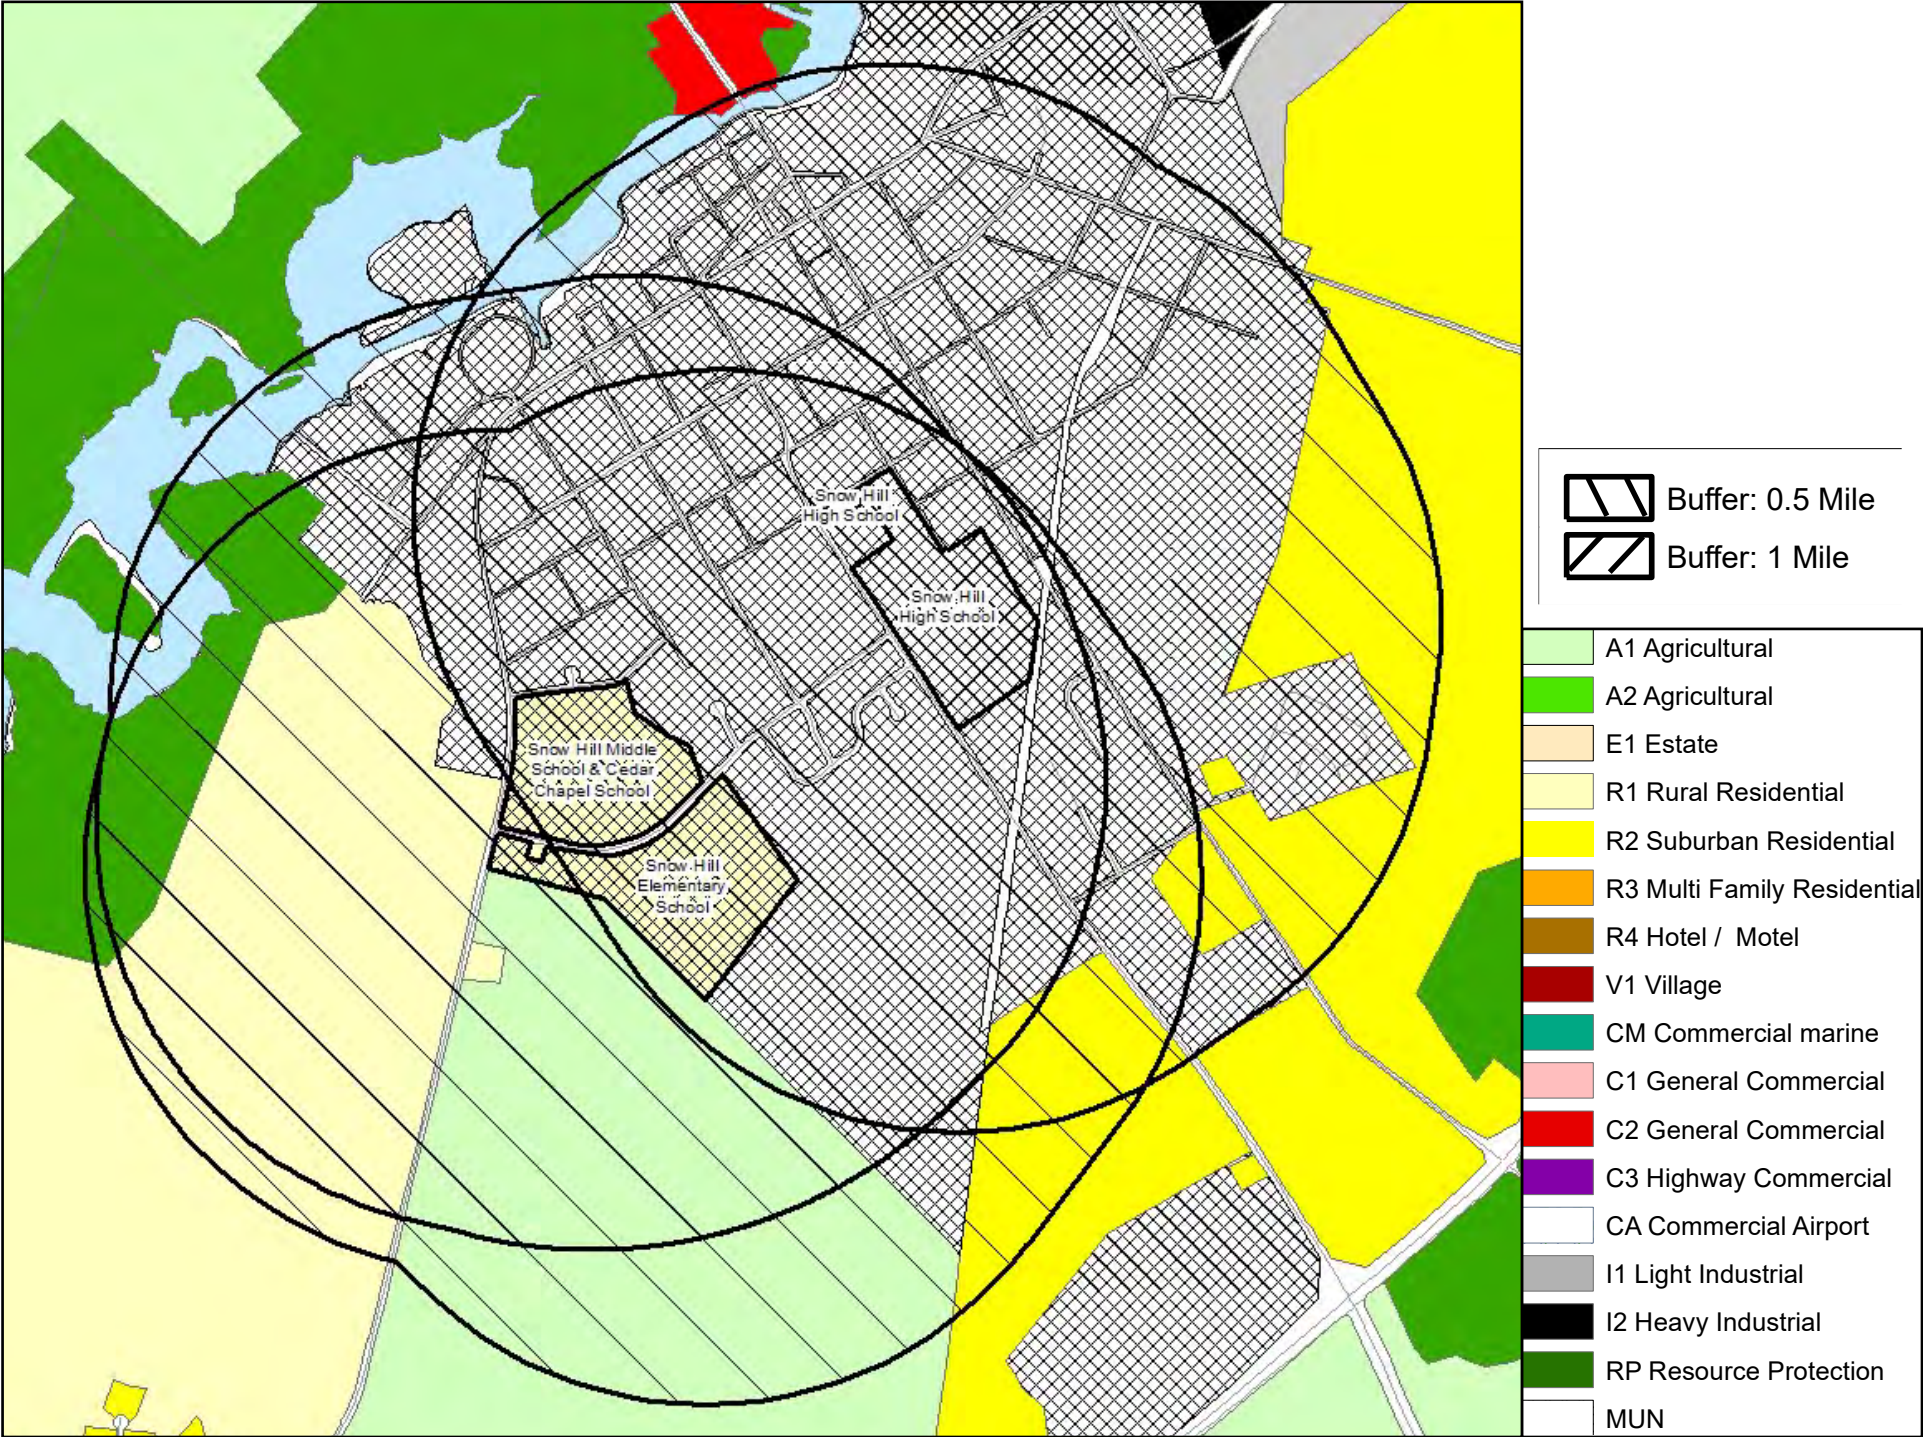 Snow Hill
High School
Snow Hill
High School
Snow Hill Middle
School & Cedar
Chapel School
Snow Hill
Elementary
School
Buffer: 0.5 Mile
Buffer: 1 Mile
A1 Agricultural
A2 Agricultural
E1 Estate
R1 Rural Residential
R2 Suburban Residential
R3 Multi Family Residential
R4 Hotel / Motel
V1 Village
CM Commercial marine
C1 General Commercial
C2 General Commercial
C3 Highway Commercial
CA Commercial Airport
I1 Light Industrial
I2 Heavy Industrial
RP Resource Protection
MUN